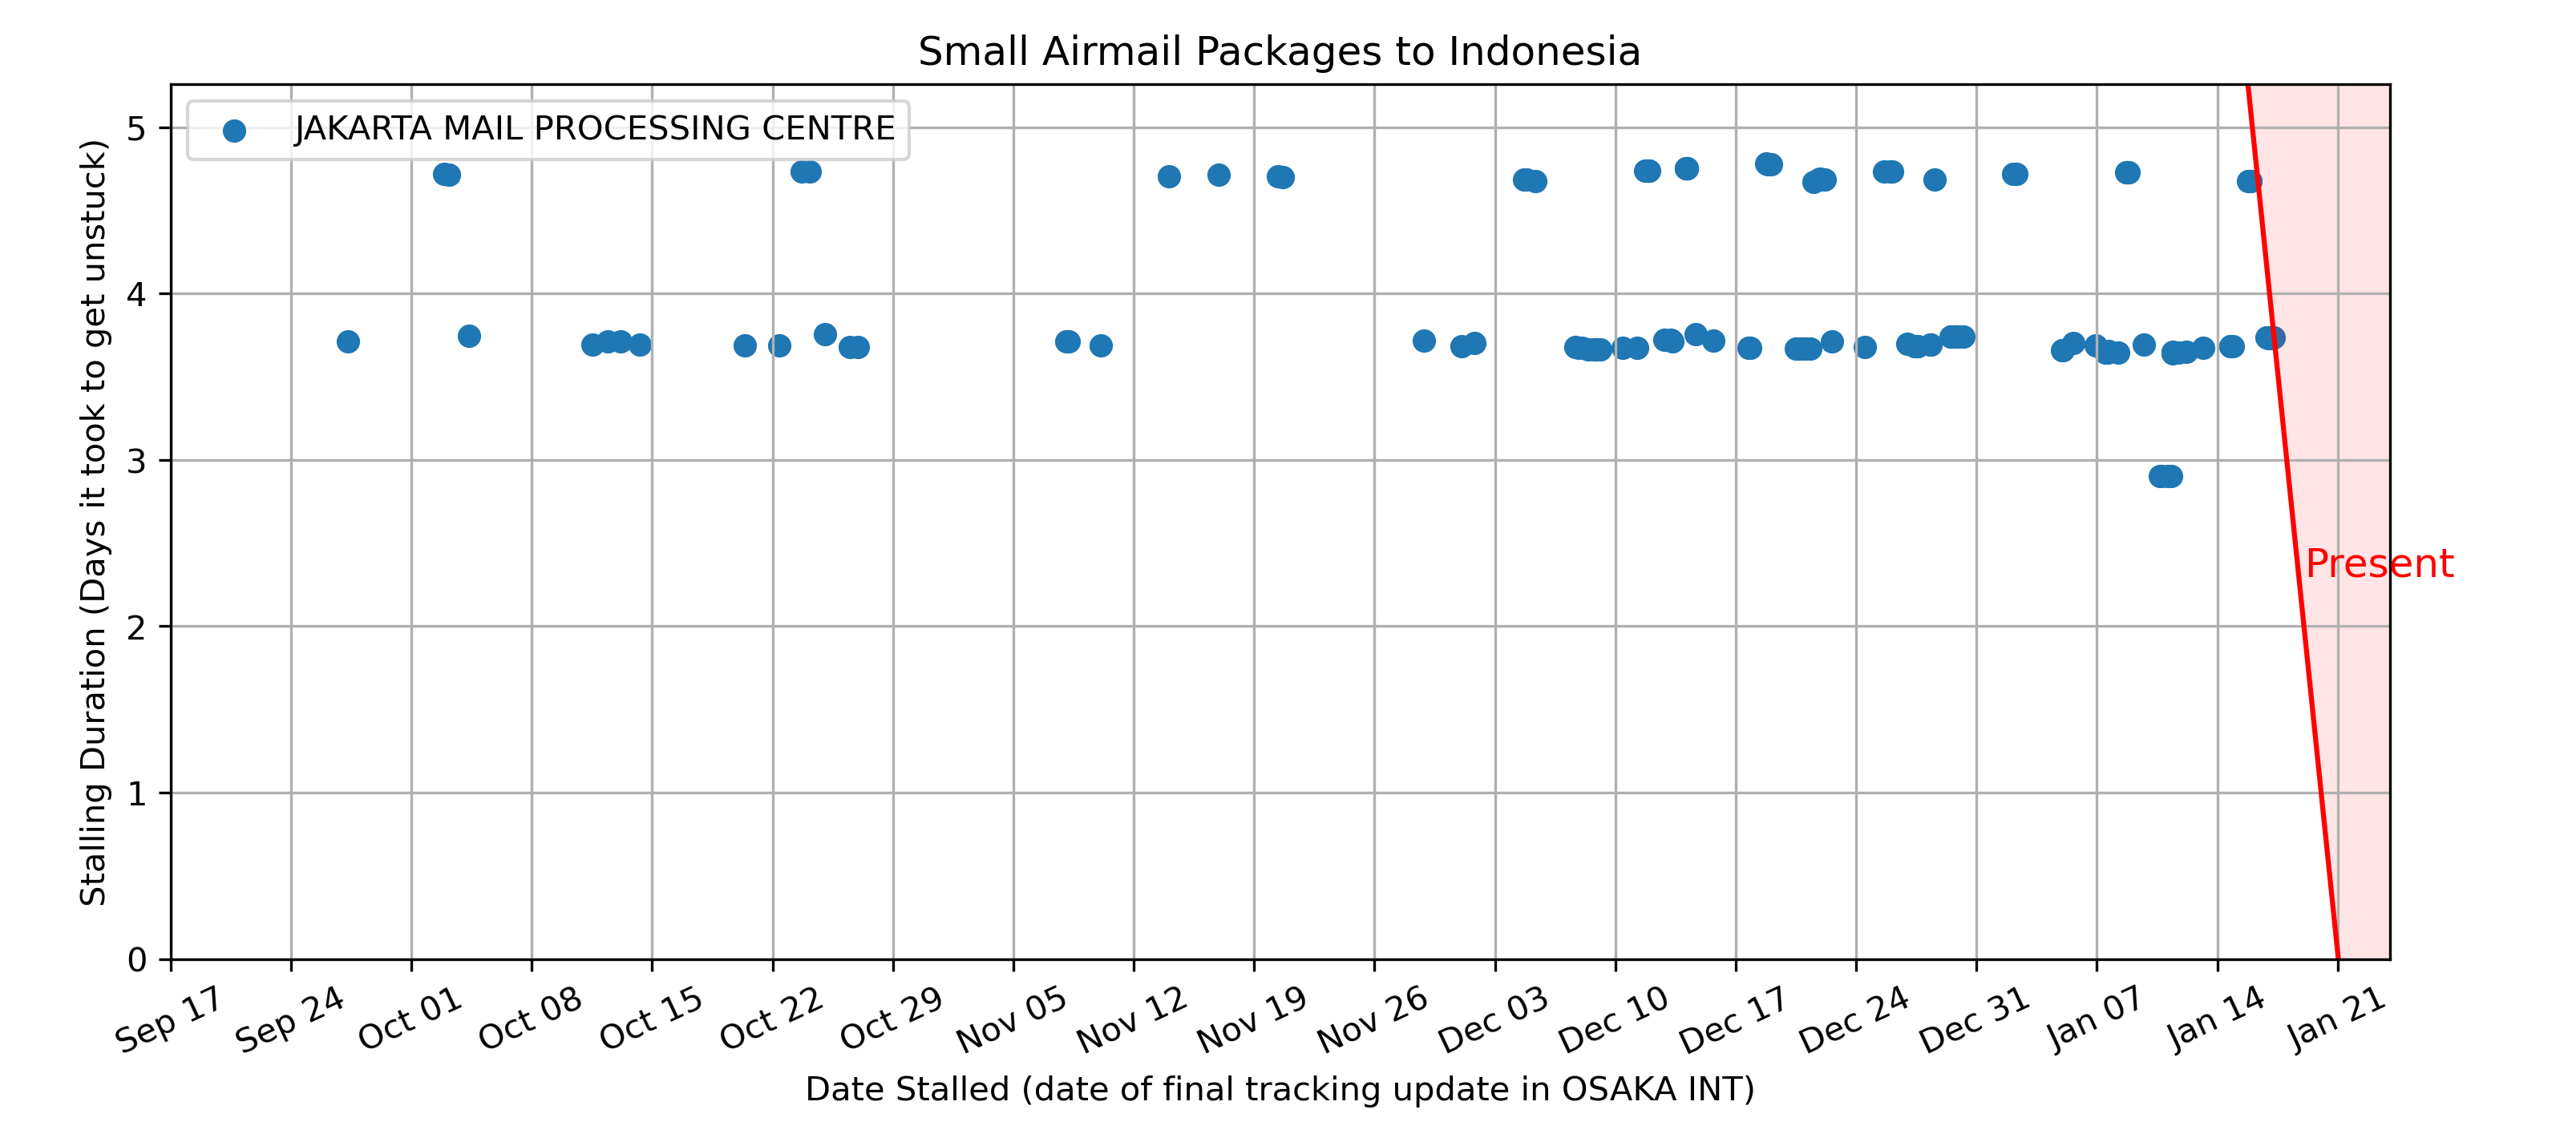 Small Airmail Packages to Indonesia
JAKARTA MAIL PROCESSING CENTRE
Stalling Duration (Days it took to get unstuck)
5
4
3
2
1
0
Present
Sep 17
Sep 24
Oct 01
Oct 08
Oct 15
Oct 22
Oct 29
Nov 05
Nov 12
Nov 19
Nov 26
Dec 03
Dec 10
Dec 17
Dec 24
Dec 31
Jan 07
Jan 14
Jan 21
Date Stalled (date of final tracking update in OSAKA INT)